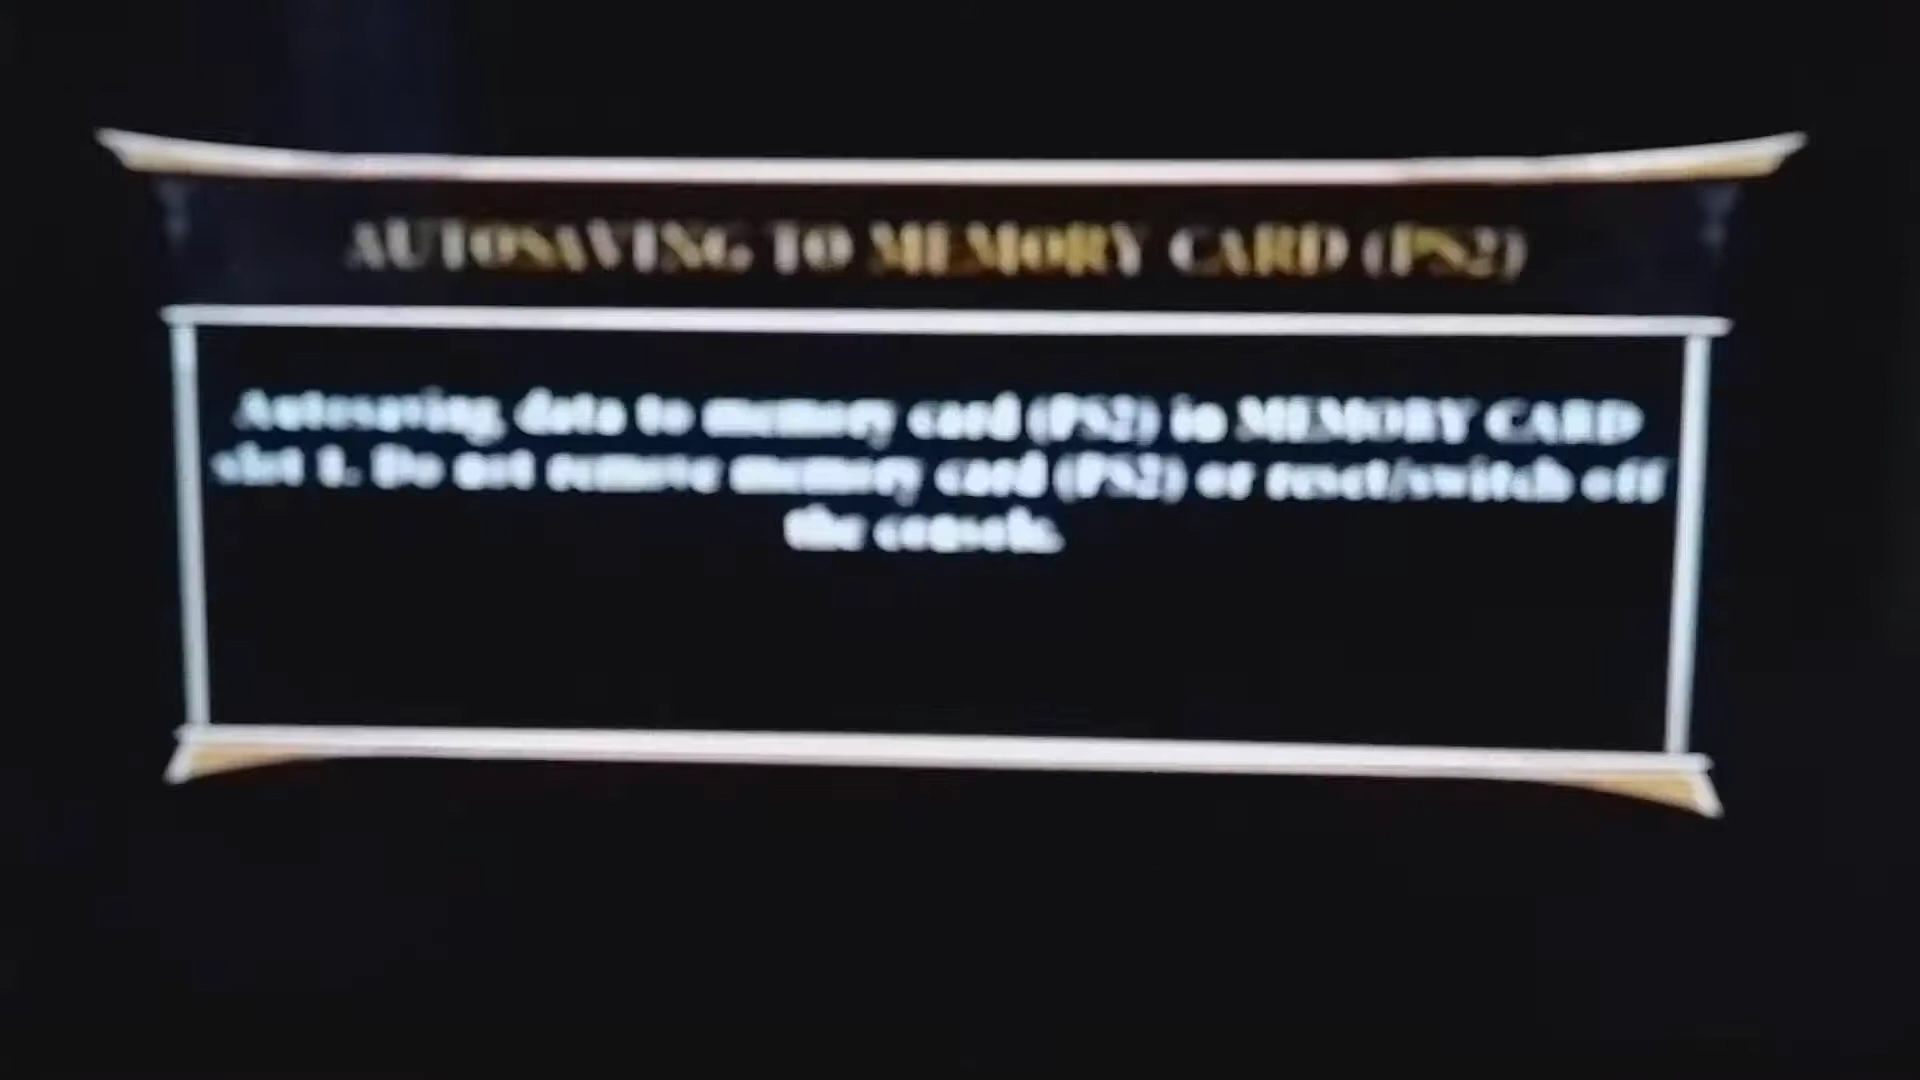 AUTOSAVING TO MEMORY CARD (PS2)
Autosaving data to memory card (PS2) in MEMORY CARD
slot 1. Do not remove memory card (PS2) or reset/switch off
the console.